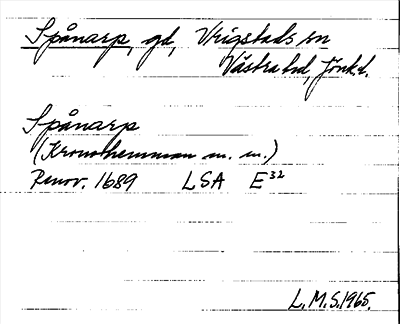 Spånarp, gd, Vrigstads sn
Västra hd, Jönk.l.
Spånarp
(Kronohemman m. m.)
Renov. 1689 LSA E³²
L.M.S.1965.